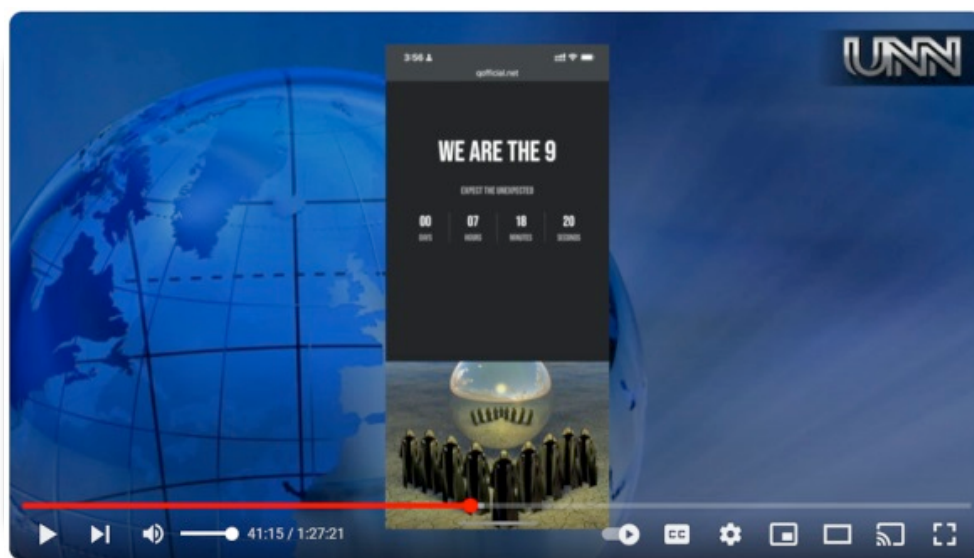 UNN
3:56
qofficial.net
WE ARE THE 9
EXPECT THE UNEXPECTED
00 07 18 20
DAYS HOURS MINUTES SECONDS
41:15 / 1:27:21
CC